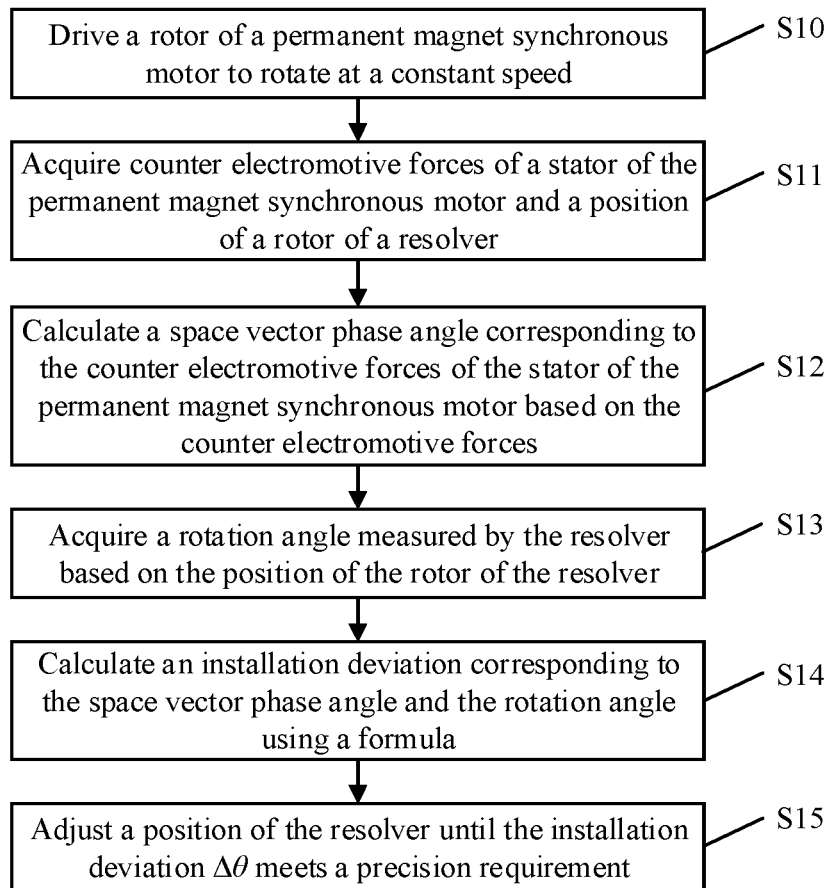 Drive a rotor of a permanent magnet synchronous
motor to rotate at a constant speed
S10
Acquire counter electromotive forces of a stator of the
permanent magnet synchronous motor and a position
of a rotor of a resolver
S11
Calculate a space vector phase angle corresponding to
the counter electromotive forces of the stator of the
permanent magnet synchronous motor based on the
counter electromotive forces
S12
Acquire a rotation angle measured by the resolver
based on the position of the rotor of the resolver
S13
Calculate an installation deviation corresponding to
the space vector phase angle and the rotation angle
using a formula
S14
Adjust a position of the resolver until the installation
deviation Δθ meets a precision requirement
S15